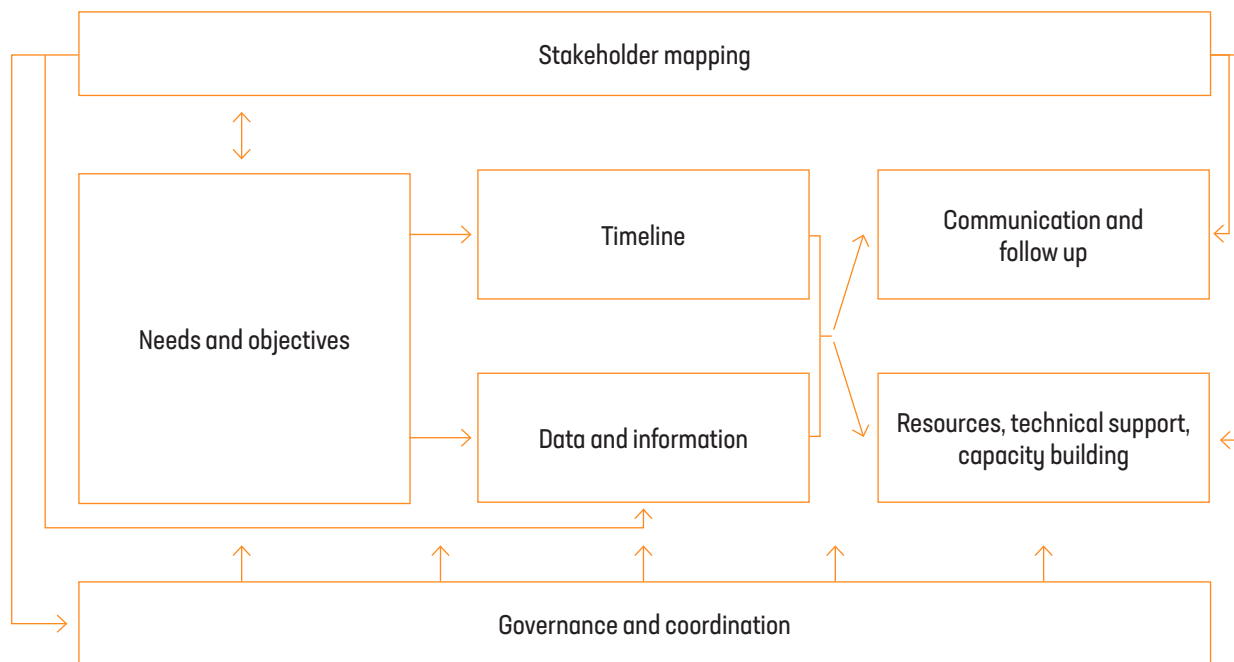 Stakeholder mapping
Needs and objectives
Timeline
Data and information
Communication and
follow up
Resources, technical support,
capacity building
Governance and coordination